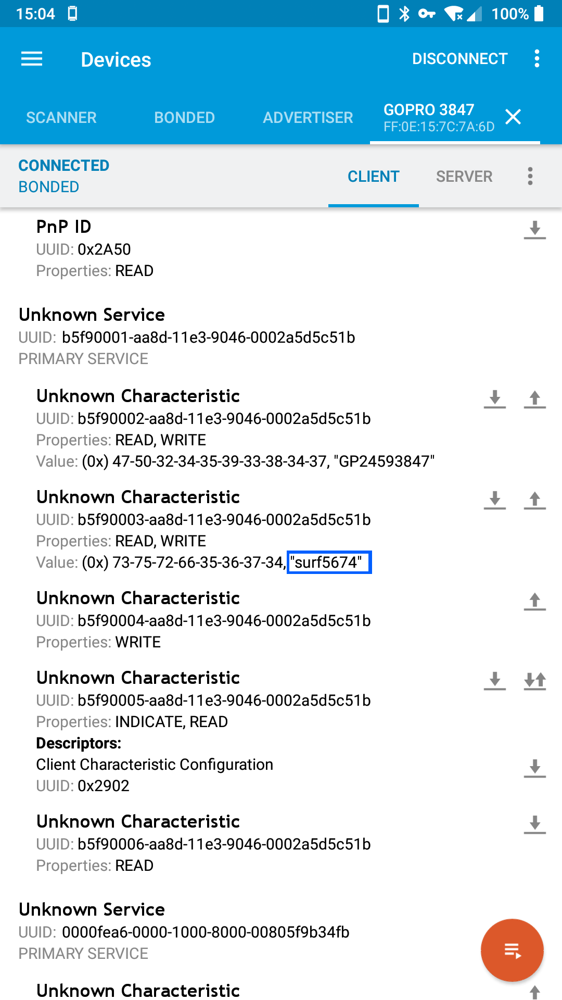 15:04
100%
Devices
DISCONNECT
SCANNER
BONDED
ADVERTISER
GOPRO 3847
FF:0E:15:7C:7A:6D
CONNECTED
BONDED
CLIENT
SERVER
PnP ID
UUID: 0x2A50
Properties: READ
Unknown Service
UUID: b5f90001-aa8d-11e3-9046-0002a5d5c51b
PRIMARY SERVICE
Unknown Characteristic
UUID: b5f90002-aa8d-11e3-9046-0002a5d5c51b
Properties: READ, WRITE
Value: (0x) 47-50-32-34-35-39-33-38-34-37, "GP24593847"
Unknown Characteristic
UUID: b5f90003-aa8d-11e3-9046-0002a5d5c51b
Properties: READ, WRITE
Value: (0x) 73-75-72-66-35-36-37-34, "surf5674"
Unknown Characteristic
UUID: b5f90004-aa8d-11e3-9046-0002a5d5c51b
Properties: WRITE
Unknown Characteristic
UUID: b5f90005-aa8d-11e3-9046-0002a5d5c51b
Properties: INDICATE, READ
Descriptors:
Client Characteristic Configuration
UUID: 0x2902
Unknown Characteristic
UUID: b5f90006-aa8d-11e3-9046-0002a5d5c51b
Properties: READ
Unknown Service
UUID: 0000fea6-0000-1000-8000-00805f9b34fb
PRIMARY SERVICE
Unknown Characteristic